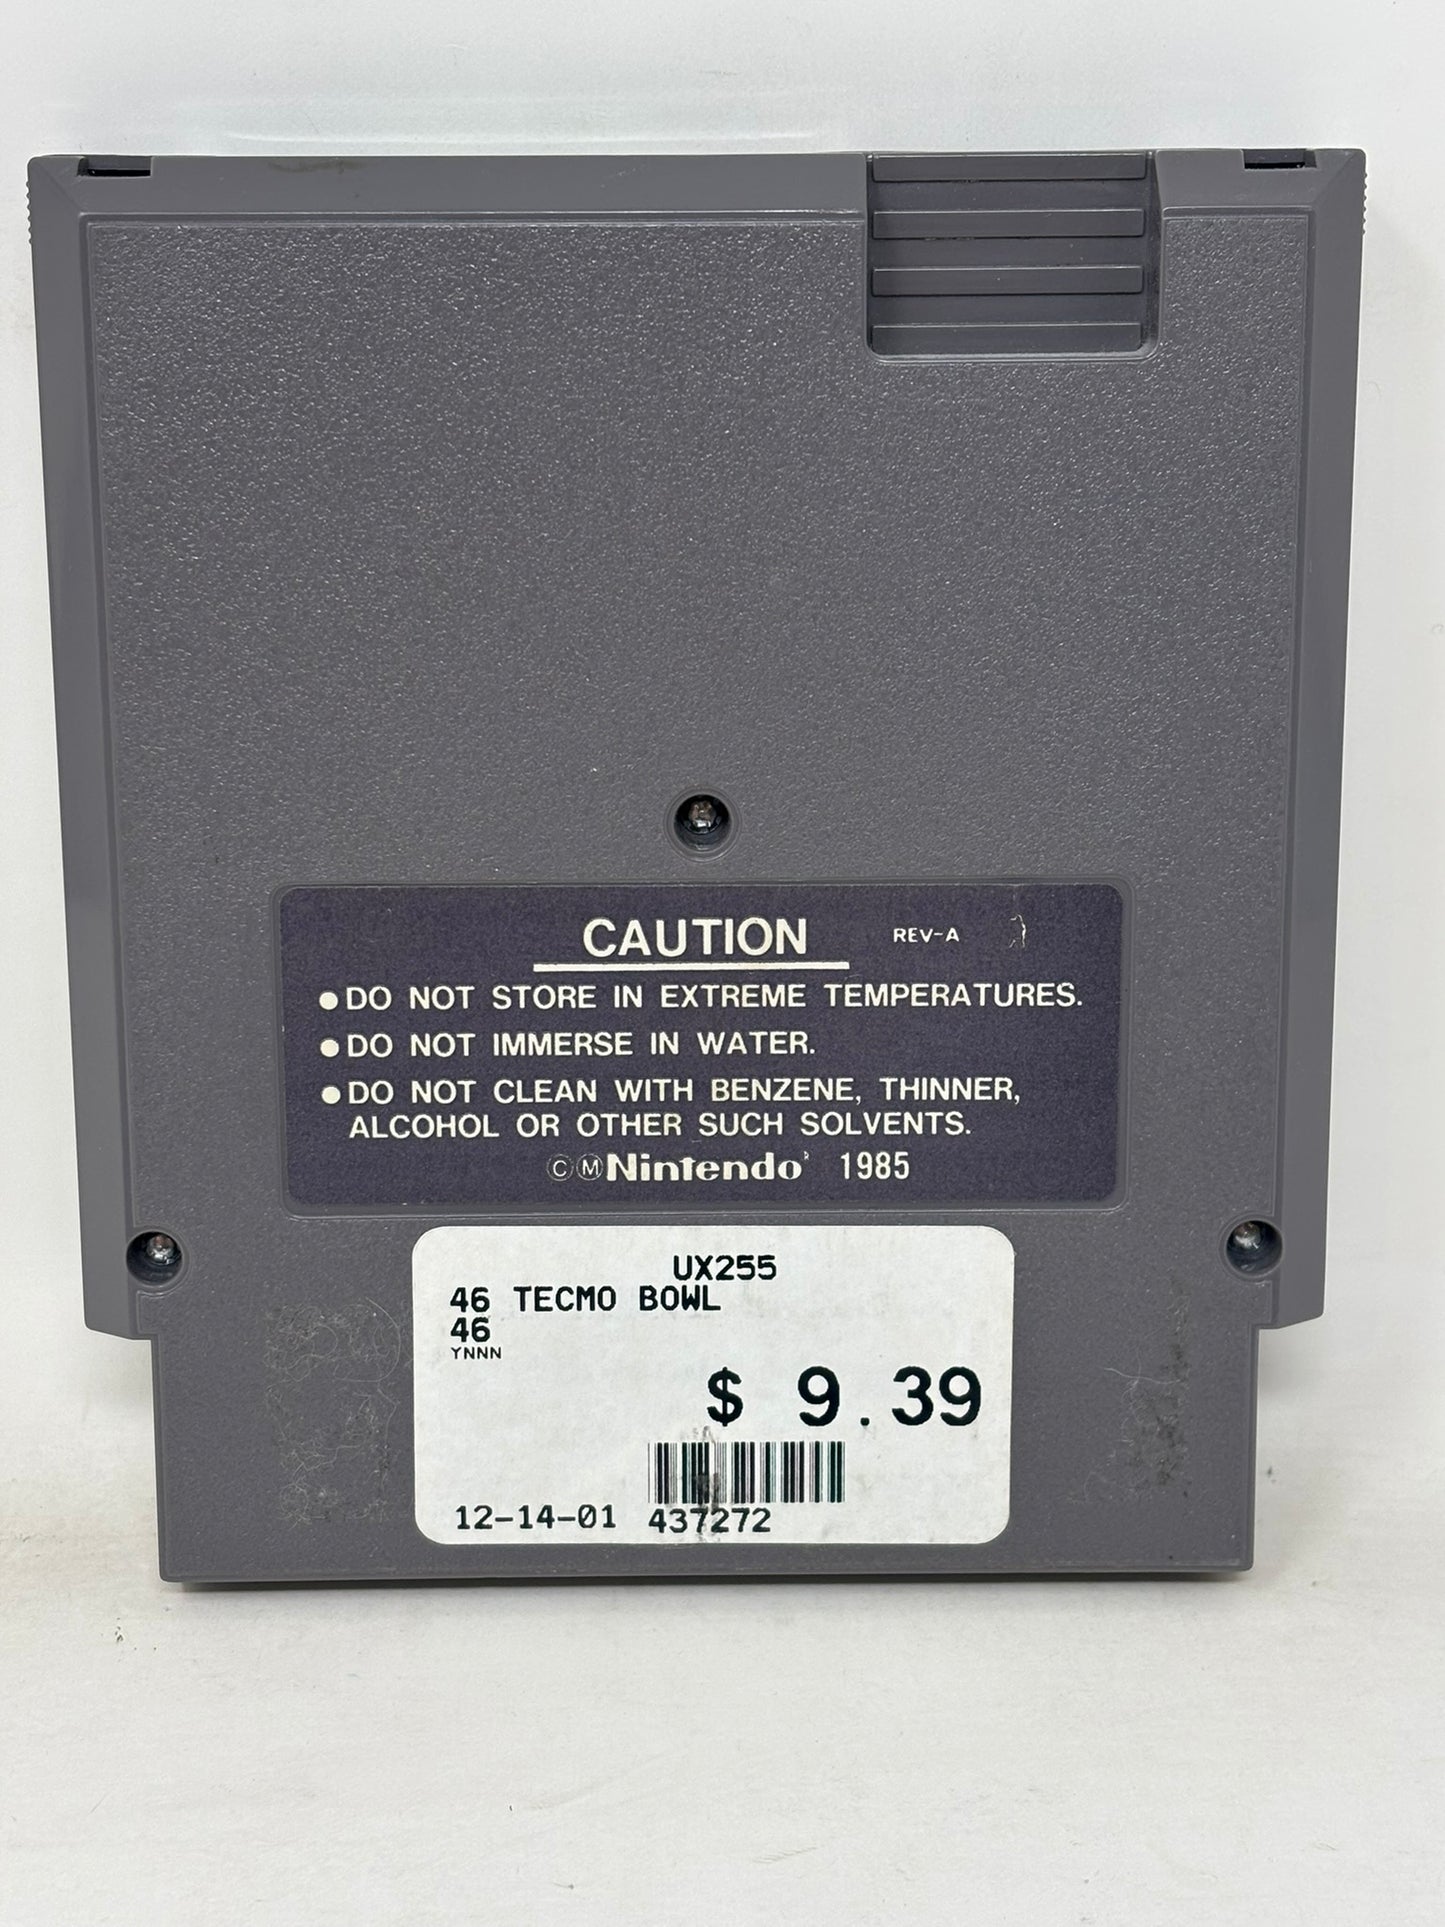 CAUTION REV-A
●DO NOT STORE IN EXTREME TEMPERATURES.
●DO NOT IMMERSE IN WATER.
●DO NOT CLEAN WITH BENZENE, THINNER,
ALCOHOL OR OTHER SUCH SOLVENTS.
ⒸⓂNintendo® 1985
UX255
46 TECMO BOWL
46
YNNN
$ 9.39
12-14-01 437272